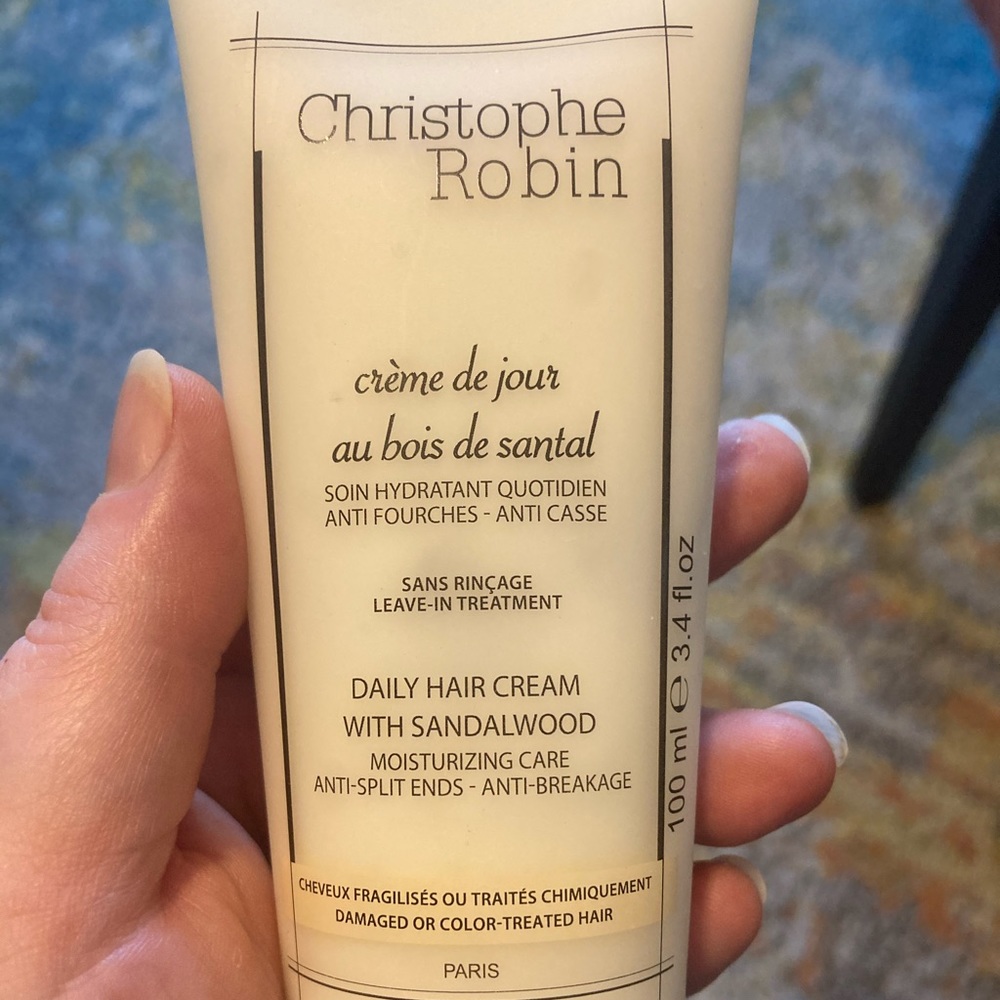 Christophe
Robin
crème de jour
au bois de santal
SOIN HYDRATANT QUOTIDIEN
ANTI FOURCHES - ANTI CASSE
SANS RINÇAGE
LEAVE-IN TREATMENT
DAILY HAIR CREAM
WITH SANDALWOOD
MOISTURIZING CARE
ANTI-SPLIT ENDS - ANTI-BREAKAGE
100 ml ℮ 3.4 fl.oz
CHEVEUX FRAGILISÉS OU TRAITÉS CHIMIQUEMENT
DAMAGED OR COLOR-TREATED HAIR
PARIS